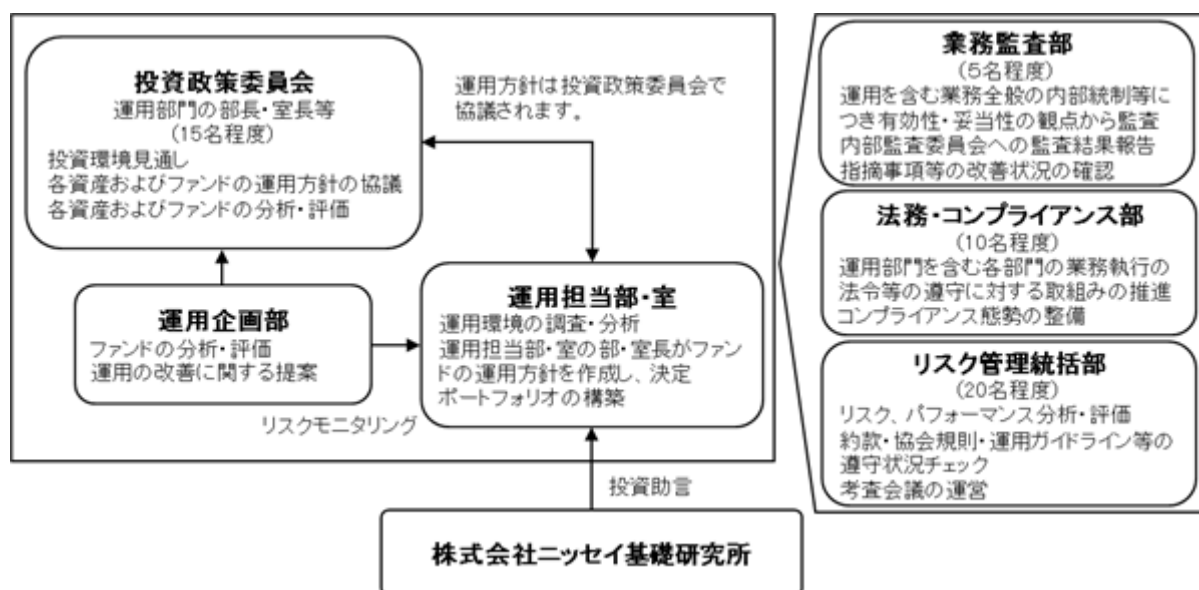 投資政策委員会
運用部門の部長・室長等
(15名程度)
投資環境見通し
各資産およびファンドの運用方針の協議
各資産およびファンドの分析・評価
運用方針は投資政策委員会で
協議されます。
運用企画部
ファンドの分析・評価
運用の改善に関する提案
リスクモニタリング
運用担当部・室
運用環境の調査・分析
運用担当部・室の部・室長がファン
ドの運用方針を作成し、決定
ポートフォリオの構築
投資助言
株式会社ニッセイ基礎研究所
業務監査部
(5名程度)
運用を含む業務全般の内部統制等に
つき有効性・妥当性の観点から監査
内部監査委員会への監査結果報告
指摘事項等の改善状況の確認
法務・コンプライアンス部
(10名程度)
運用部門を含む各部門の業務執行の
法令等の遵守に対する取組みの推進
コンプライアンス態勢の整備
リスク管理統括部
(20名程度)
リスク、パフォーマンス分析・評価
約款・協会規則・運用ガイドライン等の
遵守状況チェック
考査会議の運営